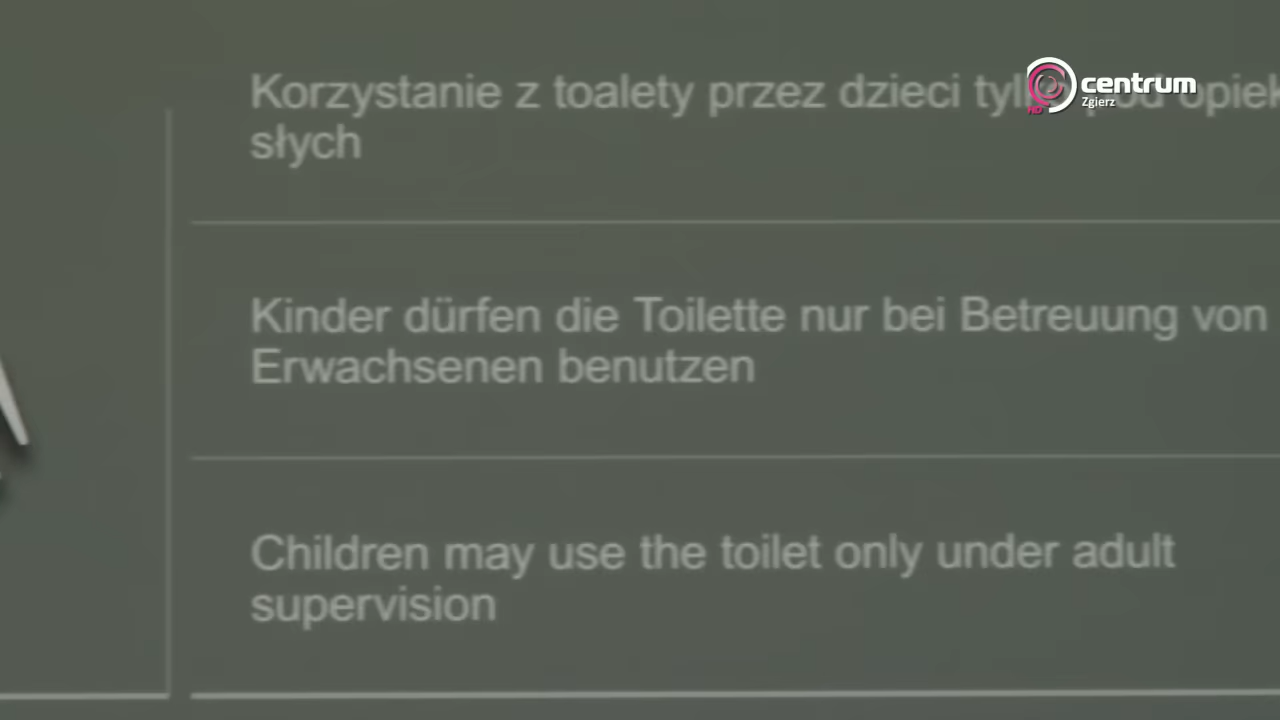 Korzystanie z toalety przez dzieci
słych
Kinder dürfen die Toilette nur bei Betreuung von
Erwachsenen benutzen
Children may use the toilet only under adult
supervision
centrum
Zgierz
HD